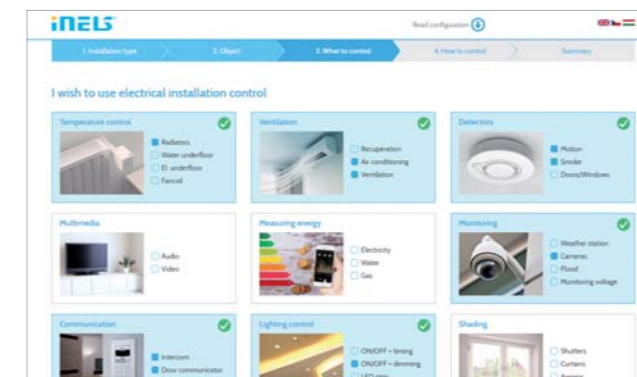 iNELS
Read configuration
1. Installation type
2. Object
3. What to control
4. How to control
Summary
I wish to use electrical installation control
Temperature control
Radiators
Water underfloor
El. underfloor
Fancoil
Ventilation
Recuperation
Air conditioning
Ventilation
Detectors
Motion
Smoke
Doors/Windows
Multimedia
Audio
Video
Measuring energy
Electricity
Water
Gas
Monitoring
Weather station
Cameras
Flood
Monitoring voltage
Communication
Intercom
Door communicator
Lighting control
ON/OFF + timing
ON/OFF + dimming
LED strip
Shading
Shutters
Curtains
Awning